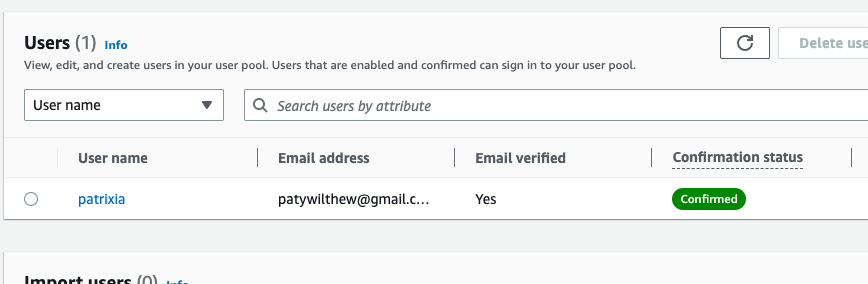 Users (1) Info
Delete use
View, edit, and create users in your user pool. Users that are enabled and confirmed can sign in to your user pool.
User name
Search users by attribute
User name Email address Email verified Confirmation status
patrixia patywilthew@gmail.c... Yes Confirmed
Import users (0) Info